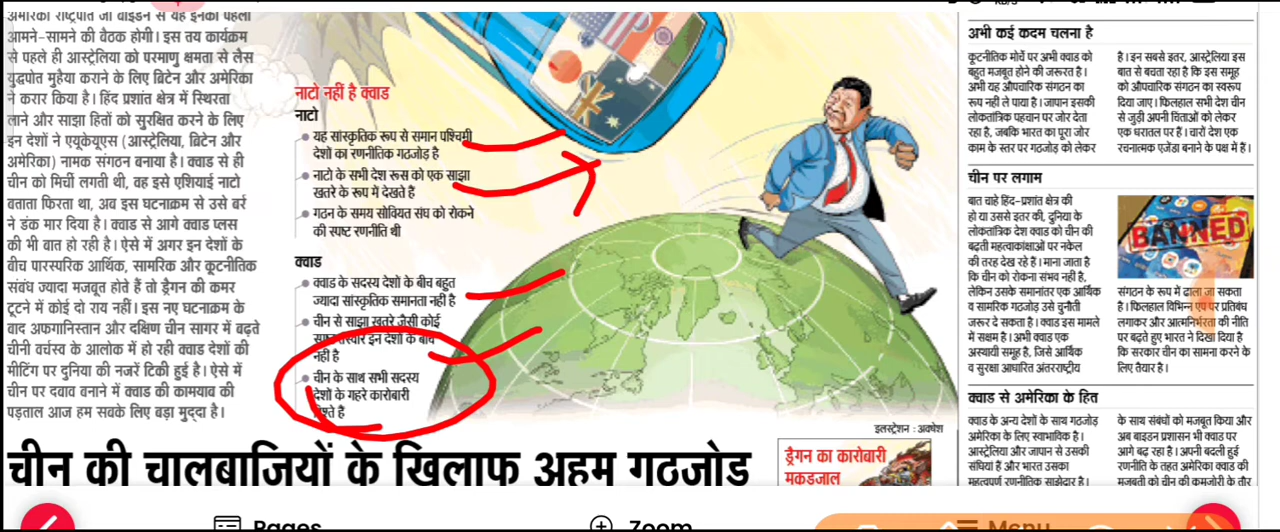 अमेरिकी राष्ट्रपति जो बाइडन से यह इनकी पहली
आमने-सामने की बैठक होगी। इस तय कार्यक्रम
से पहले ही आस्ट्रेलिया को परमाणु क्षमता से लैस
युद्धपोत मुहैया कराने के लिए ब्रिटेन और अमेरिका
ने करार किया है। हिंद प्रशांत क्षेत्र में स्थिरता
लाने और साझा हितों को सुरक्षित करने के लिए
इन देशों ने एयूकेयूएस (आस्ट्रेलिया, ब्रिटेन और
अमेरिका) नामक संगठन बनाया है। क्वाड से ही
चीन को मिर्ची लगती थी, वह इसे एशियाई नाटो
बताता फिरता था, अब इस घटनाक्रम से उसे बर्र
ने डंक मार दिया है। क्वाड से आगे क्वाड प्लस
की भी बात हो रही है। ऐसे में अगर इन देशों के
बीच पारस्परिक आर्थिक, सामरिक और कूटनीतिक
संबंध ज्यादा मजबूत होते हैं तो ड्रैगन की कमर
टूटने में कोई दो राय नहीं। इस नए घटनाक्रम के
बाद अफगानिस्तान और दक्षिण चीन सागर में बढ़ते
चीनी वर्चस्व के आलोक में हो रही क्वाड देशों की
मीटिंग पर दुनिया की नजरें टिकी हुई है। ऐसे में
चीन पर दवाव बनाने में क्वाड की कामयाब की
पड़ताल आज हम सबके लिए बड़ा मुद्दा है।
नाटो नहीं है क्वाड
नाटो
यह सांस्कृतिक रूप से समान पश्चिमी
देशों का रणनीतिक गठजोड़ है
नाटो के सभी देश रूस को एक साझा
खतरे के रूप में देखते हैं
गठन के समय सोवियत संघ को रोकने
की स्पष्ट रणनीति थी
क्वाड
क्वाड के सदस्य देशों के बीच बहुत
ज्यादा सांस्कृतिक समानता नहीं है
चीन से साझा खतरे जैसी कोई
इन देशों के बीच
नहीं है
चीन के साथ सभी सदस्य
देशों के गहरे कारोबारी
रिश्ते हैं
इलस्ट्रेशन : अवधेश
चीन की चालबाजियों के खिलाफ अहम गठजोड़
ड्रैगन का कारोबारी
मकड़जाल
अभी कई कदम चलना है
कूटनीतिक मोर्चे पर अभी क्वाड को
बहुत मजबूत होने की जरूरत है।
अभी यह औपचारिक संगठन का
रूप नहीं ले पाया है। जापान इसकी
लोकतांत्रिक पहचान पर जोर देता
रहा है, जबकि भारत का पूरा जोर
काम के स्तर पर गठजोड़ को लेकर
है। इन सबसे इतर, आस्ट्रेलिया इस
बात से बचता रहा है कि इस समूह
को औपचारिक संगठन का स्वरूप
दिया जाए। फिलहाल सभी देश चीन
से जुड़ी अपनी चिंताओं को लेकर
एक धरातल पर हैं। चारों देश एक
रचनात्मक एजेंडा बनाने के पक्ष में हैं।
चीन पर लगाम
बात चाहे हिंद-प्रशांत क्षेत्र की
हो या उससे इतर की, दुनिया के
लोकतांत्रिक देश क्वाड को चीन की
बढ़ती महत्वाकांक्षाओं पर नकेल
की तरह देख रहे हैं। माना जाता है
कि चीन को रोकना संभव नहीं है,
लेकिन उसके समानांतर एक आर्थिक
व सामरिक गठजोड़ उसे चुनौती
जरूर दे सकता है। क्वाड इस मामले
में सक्षम है। अभी क्वाड एक
अस्थायी समूह है, जिसे आर्थिक
व सुरक्षा आधारित अंतरराष्ट्रीय
BANNED
संगठन के रूप में ढाला जा सकता
है। फिलहाल विभिन्न एप पर प्रतिबंध
लगाकर और आत्मनिर्भरता की नीति
पर बढ़ते हुए भारत ने दिखा दिया है
कि सरकार चीन का सामना करने के
लिए तैयार है।
क्वाड से अमेरिका के हित
क्वाड के अन्य देशों के साथ गठजोड़
अमेरिका के लिए स्वाभाविक है।
आस्ट्रेलिया और जापान से उसकी
संधियां हैं और भारत उसका
महत्वपूर्ण रणनीतिक साझेदार है।
के साथ संबंधों को मजबूत किया और
अब बाइडन प्रशासन भी क्वाड पर
आगे बढ़ रहा है। अपनी बदली हुई
रणनीति के तहत अमेरिका क्वाड की
मजबूती को चीन की कमजोरी के तौर
Pages
Zoom
Menu